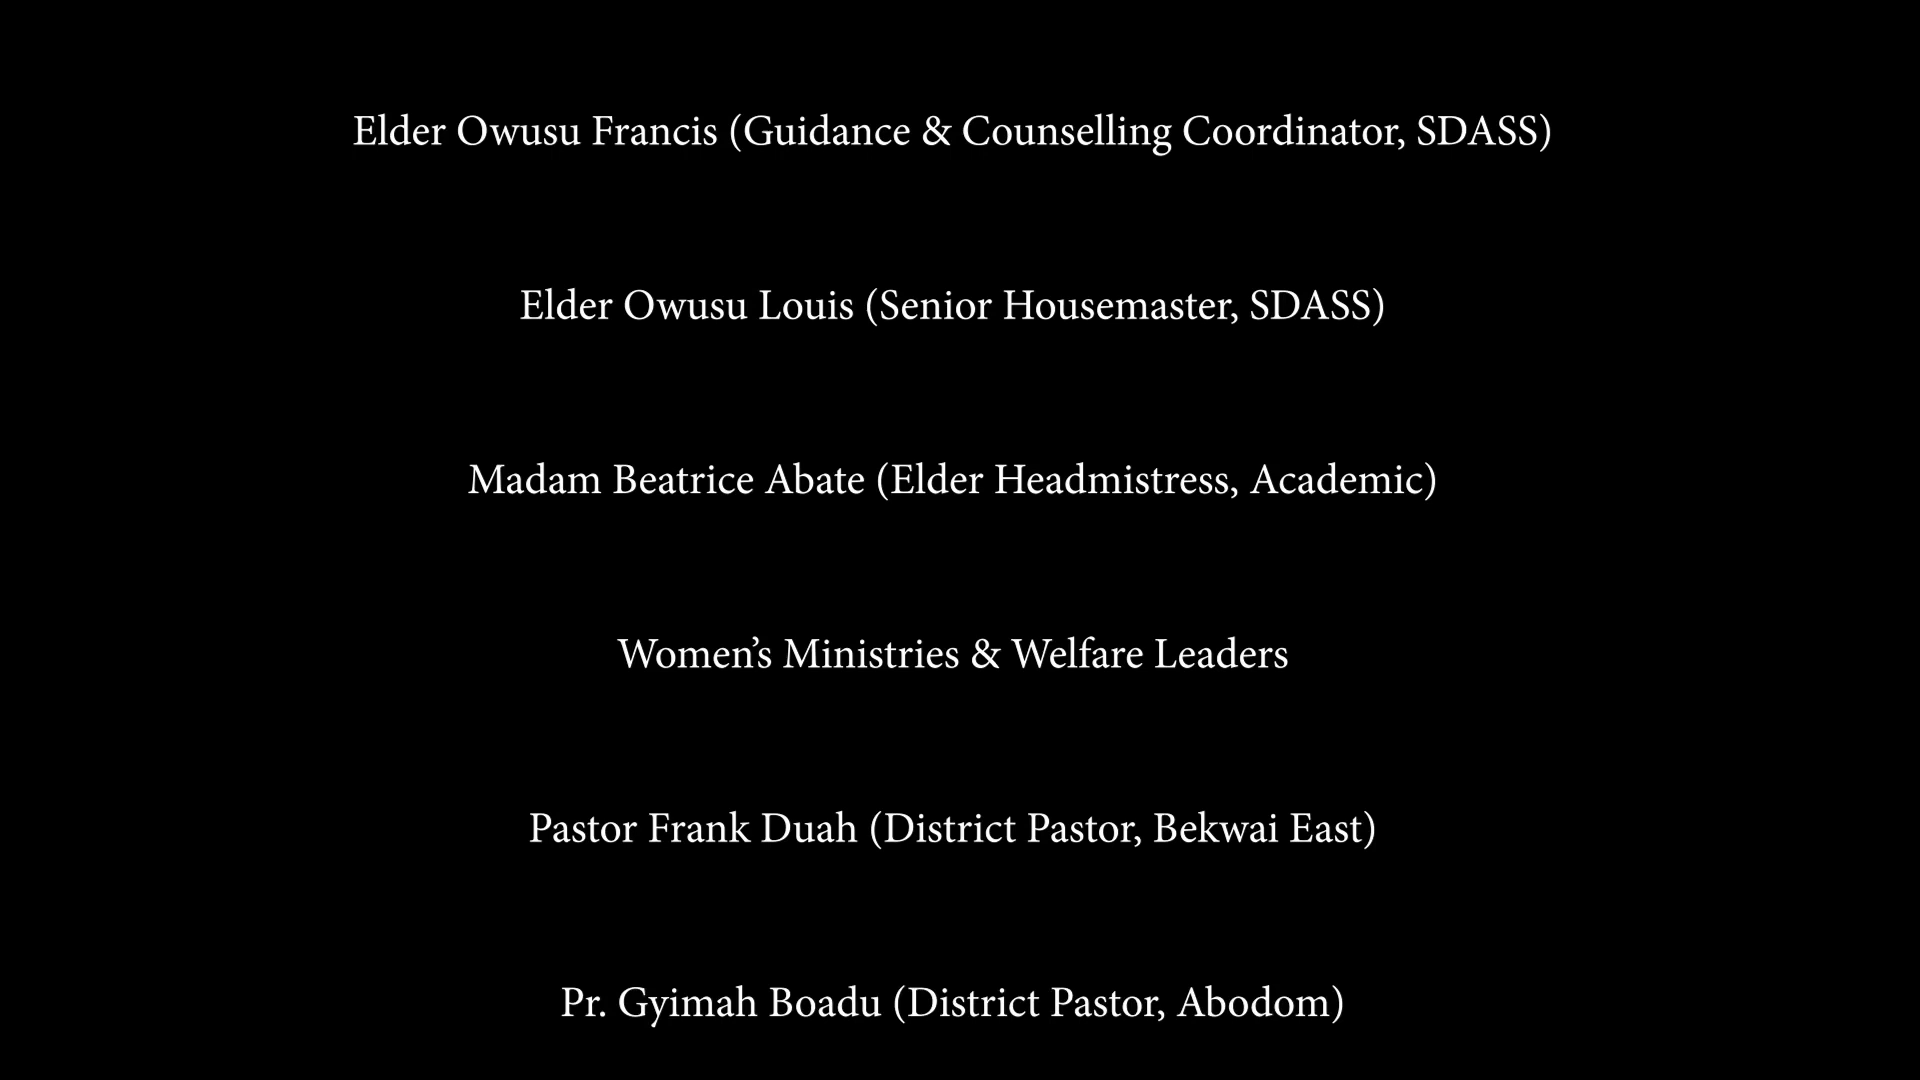 Elder Owusu Francis (Guidance & Counselling Coordinator, SDASS)
Elder Owusu Louis (Senior Housemaster, SDASS)
Madam Beatrice Abate (Elder Headmistress, Academic)
Women’s Ministries & Welfare Leaders
Pastor Frank Duah (District Pastor, Bekwai East)
Pr. Gyimah Boadu (District Pastor, Abodom)